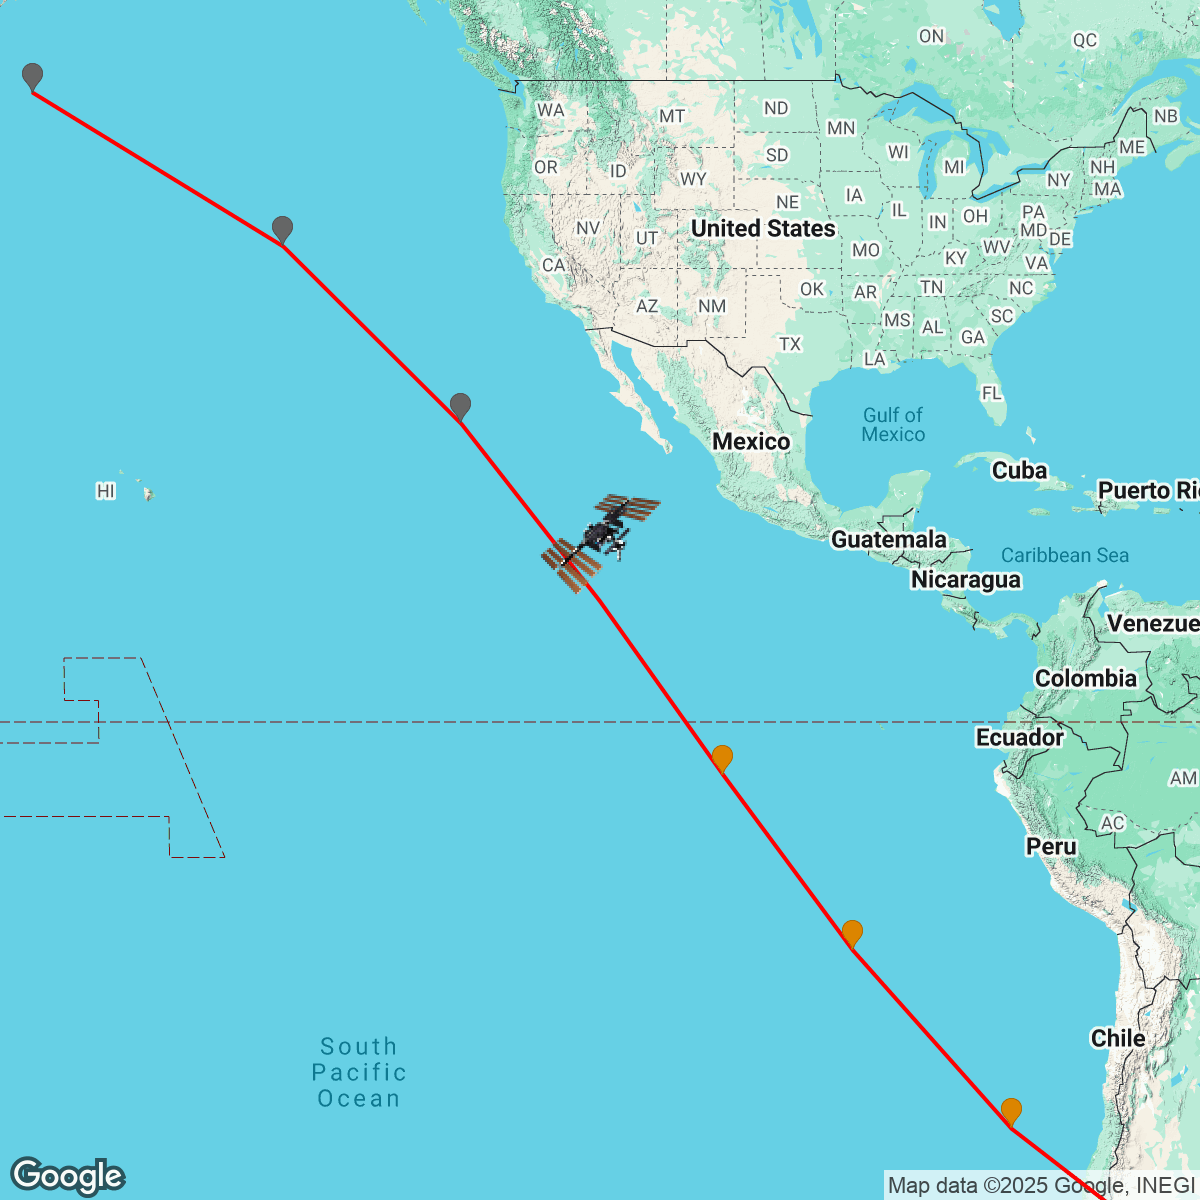 ON
QC
WA
MT
ND
MN
NB
ME
OR
ID
SD
WI
MI
NH
WY
NY
MA
NE
IA
IL
IN
OH
PA
NV
UT
United States
MD
DE
MO
KY
WV
VA
CA
AZ
NM
OK
AR
TN
NC
MS
AL
SC
GA
TX
LA
FL
Gulf of
Mexico
Mexico
Cuba
HI
Puerto Ri
Guatemala
Caribbean Sea
Nicaragua
Venezue
Colombia
Ecuador
AM
AC
Peru
Chile
South
Pacific
Ocean
Google
Map data ©2025 Google, INEGI